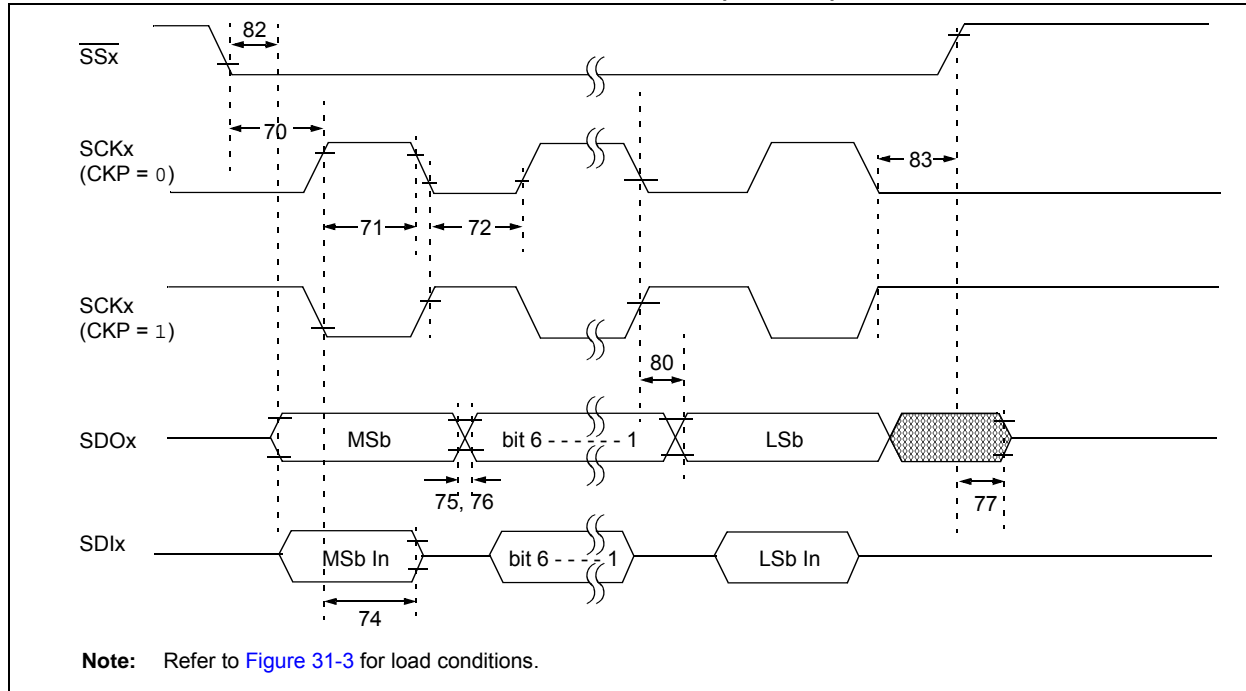 82
SSx
70
SCKx
(CKP = 0)
83
71
72
SCKx
(CKP = 1)
80
SDOx
MSb
bit 6 - - - - - - 1
LSb
75, 76
77
SDIx
MSb In
bit 6 - - - - 1
LSb In
74
Note: Refer to Figure 31-3 for load conditions.